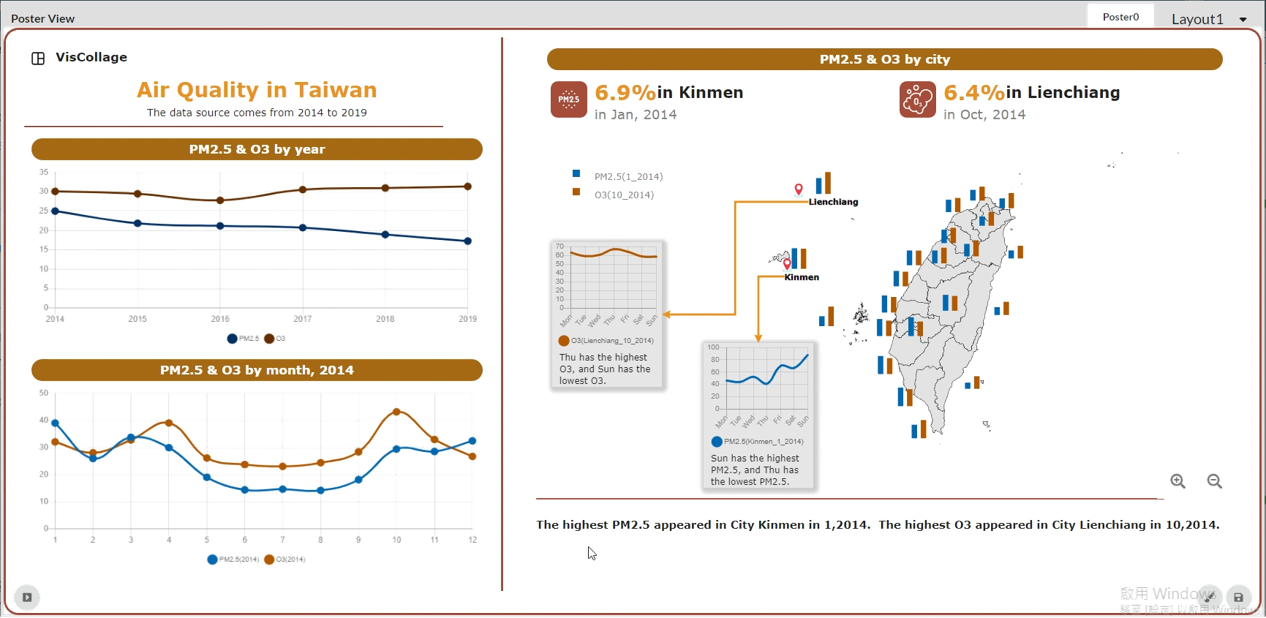 Poster View
Poster0
Layout1
VisCollage
Air Quality in Taiwan
The data source comes from 2014 to 2019
PM2.5 & O3 by year
35
30
25
20
15
10
5
0
2014 2015 2016 2017 2018 2019
PM2.5 O3
PM2.5 & O3 by month, 2014
50
40
30
20
10
0
1 2 3 4 5 6 7 8 9 10 11 12
PM2.5(2014) O3(2014)
PM2.5 & O3 by city
PM2.5
6.9% in Kinmen
in Jan, 2014
O3
6.4% in Lienchiang
in Oct, 2014
PM2.5(1_2014)
O3(10_2014)
Lienchiang
Kinmen
70
60
50
40
30
20
10
0
Mon Tue Wed Thu Fri Sat Sun
O3(Lienchiang_10_2014)
Thu has the highest
O3, and Sun has the
lowest O3.
100
80
60
40
20
0
Mon Tue Wed Thu Fri Sat Sun
PM2.5(Kinmen_1_2014)
Sun has the highest
PM2.5, and Thu has
the lowest PM2.5.
The highest PM2.5 appeared in City Kinmen in 1,2014. The highest O3 appeared in City Lienchiang in 10,2014.
啟用 Windows